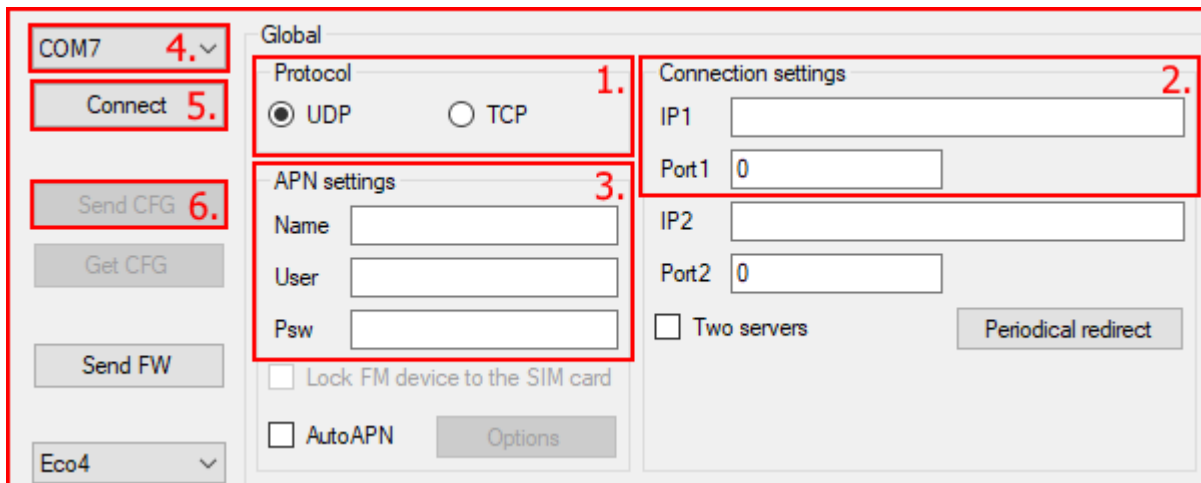 COM7 4.
Connect 5.
Send CFG 6.
Get CFG
Send FW
Eco4
Global
Protocol 1.
UDP TCP
APN settings 3.
Name
User
Psw
Lock FM device to the SIM card
AutoAPN Options
Connection settings 2.
IP1
Port1 0
IP2
Port2 0
Two servers Periodical redirect